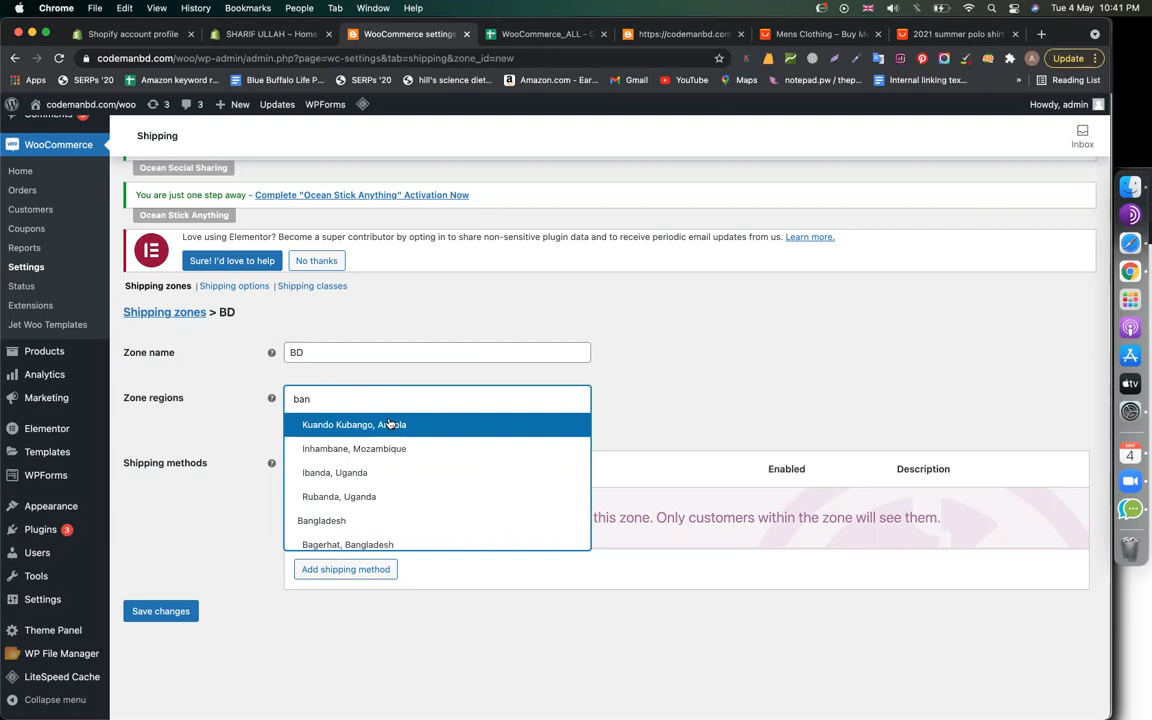 Chrome File Edit View History Bookmarks People Tab Window Help Tue 4 May 10:41 PM
Shopify account profile SHARIF ULLAH ~ Home WooCommerce settings WooCommerce_ALL - G https://codemanbd.com Mens Clothing – Buy Me 2021 summer polo shirt
codemanbd.com/woo/wp-admin/admin.php?page=wc-settings&tab=shipping&zone_id=new A Update
Apps SERPs '20 Amazon keyword r... Blue Buffalo Life P... SERPs '20 hill's science diet... Amazon.com - Ear... Gmail YouTube Maps notepad.pw / thep... Internal linking tex... » Reading List
codemanbd.com/woo 3 3 + New Updates WPForms Howdy, admin
Comments 3
WooCommerce
Home
Orders
Customers
Coupons
Reports
Settings
Status
Extensions
Jet Woo Templates
Products
Analytics
Marketing
Elementor
Templates
WPForms
Appearance
Plugins 3
Users
Tools
Settings
Theme Panel
WP File Manager
LiteSpeed Cache
Collapse menu
Shipping
Inbox
Ocean Social Sharing
You are just one step away - Complete "Ocean Stick Anything" Activation Now
Ocean Stick Anything
Love using Elementor? Become a super contributor by opting in to share non-sensitive plugin data and to receive periodic email updates from us. Learn more.
Sure! I'd love to help No thanks
Shipping zones | Shipping options | Shipping classes
Shipping zones > BD
Zone name BD
Zone regions ban
Kuando Kubango, Angola
Inhambane, Mozambique
Ibanda, Uganda
Rubanda, Uganda
Bangladesh
Bagerhat, Bangladesh
Shipping methods Enabled Description
this zone. Only customers within the zone will see them.
Add shipping method
Save changes
tv
MAY
4